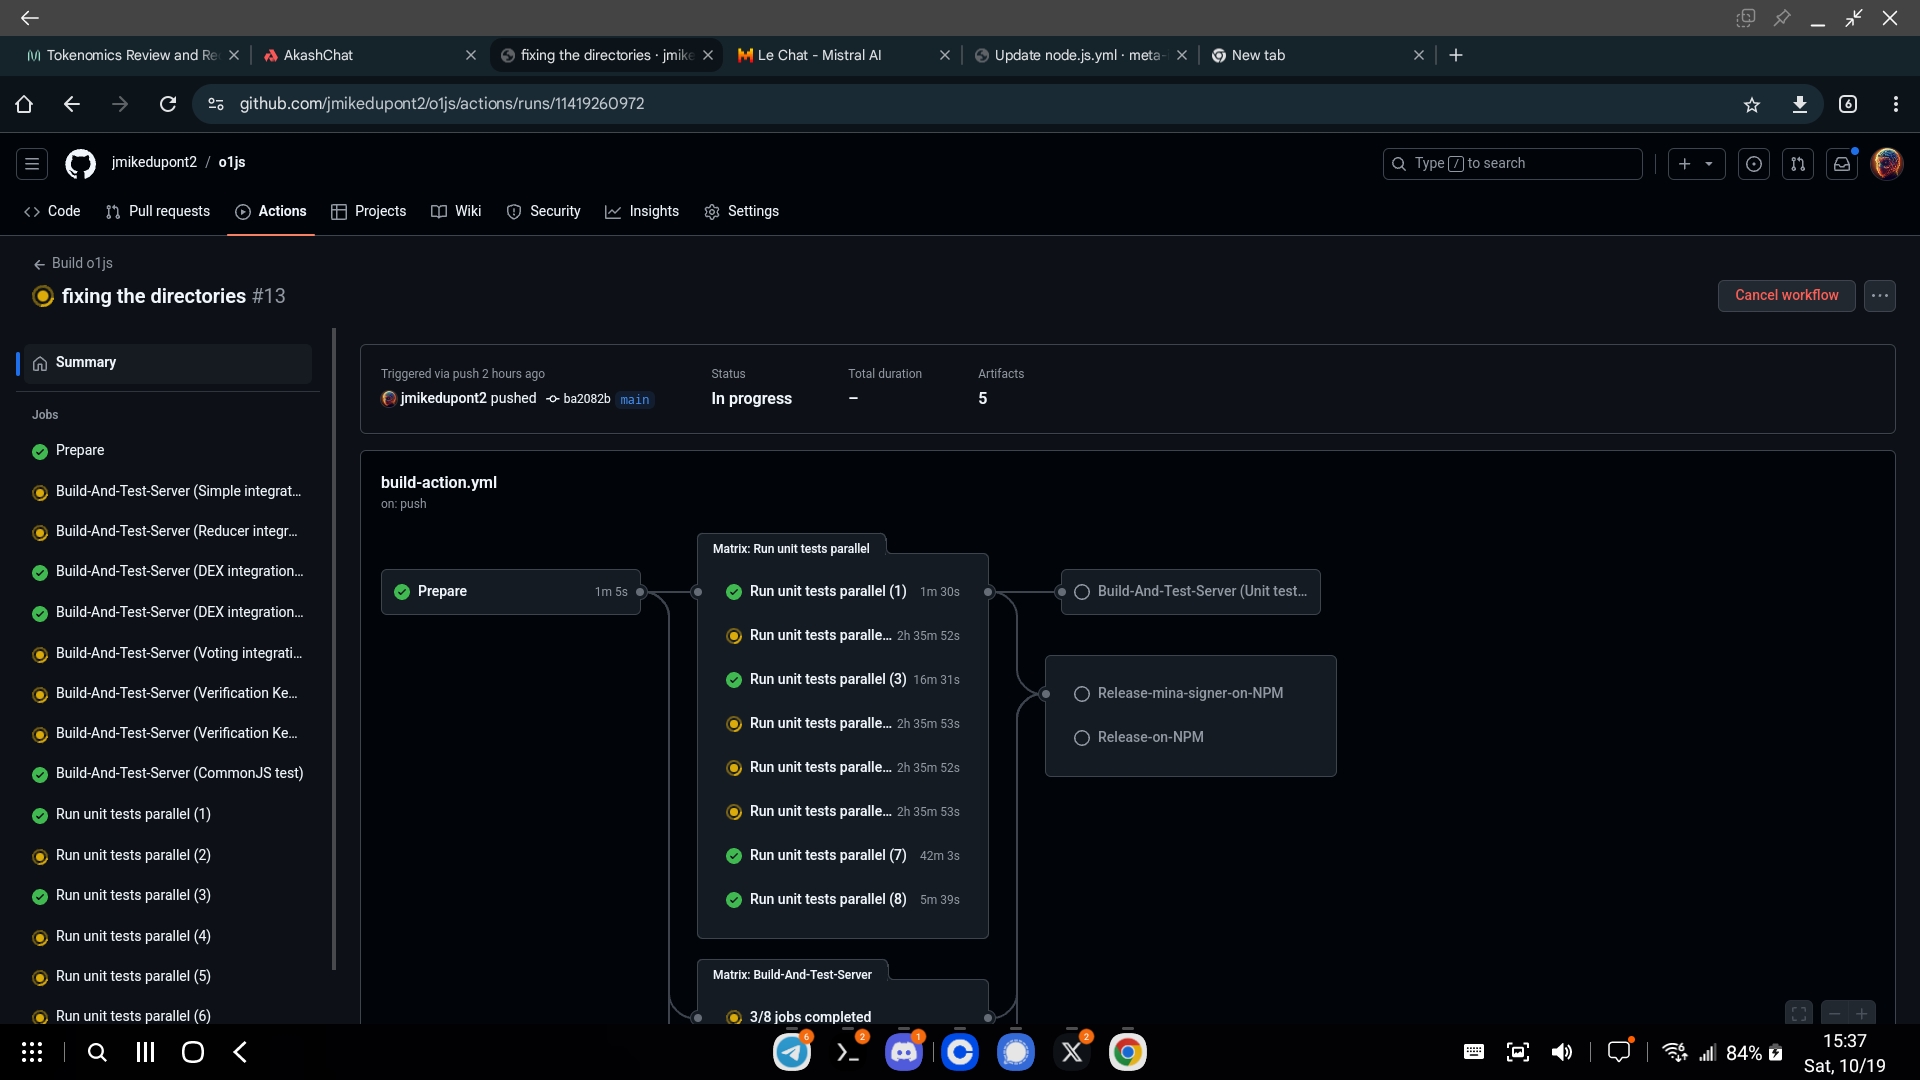 Tokenomics Review and Re
AkashChat
fixing the directories · jmike
Le Chat - Mistral AI
Update node.js.yml · meta-
New tab
github.com/jmikedupont2/o1js/actions/runs/11419260972
6
jmikedupont2 / o1js
Type / to search
Code
Pull requests
Actions
Projects
Wiki
Security
Insights
Settings
Build o1js
fixing the directories #13
Cancel workflow
Summary
Jobs
Prepare
Build-And-Test-Server (Simple integrat...
Build-And-Test-Server (Reducer integr...
Build-And-Test-Server (DEX integration...
Build-And-Test-Server (DEX integration...
Build-And-Test-Server (Voting integrati...
Build-And-Test-Server (Verification Ke...
Build-And-Test-Server (Verification Ke...
Build-And-Test-Server (CommonJS test)
Run unit tests parallel (1)
Run unit tests parallel (2)
Run unit tests parallel (3)
Run unit tests parallel (4)
Run unit tests parallel (5)
Run unit tests parallel (6)
Triggered via push 2 hours ago
jmikedupont2 pushed ba2082b main
Status
In progress
Total duration
–
Artifacts
5
build-action.yml
on: push
Prepare 1m 5s
Matrix: Run unit tests parallel
Run unit tests parallel (1) 1m 30s
Run unit tests paralle... 2h 35m 52s
Run unit tests parallel (3) 16m 31s
Run unit tests paralle... 2h 35m 53s
Run unit tests paralle... 2h 35m 52s
Run unit tests paralle... 2h 35m 53s
Run unit tests parallel (7) 42m 3s
Run unit tests parallel (8) 5m 39s
Matrix: Build-And-Test-Server
3/8 jobs completed
Build-And-Test-Server (Unit test...
Release-mina-signer-on-NPM
Release-on-NPM
6
2
1
2
84%
15:37
Sat, 10/19